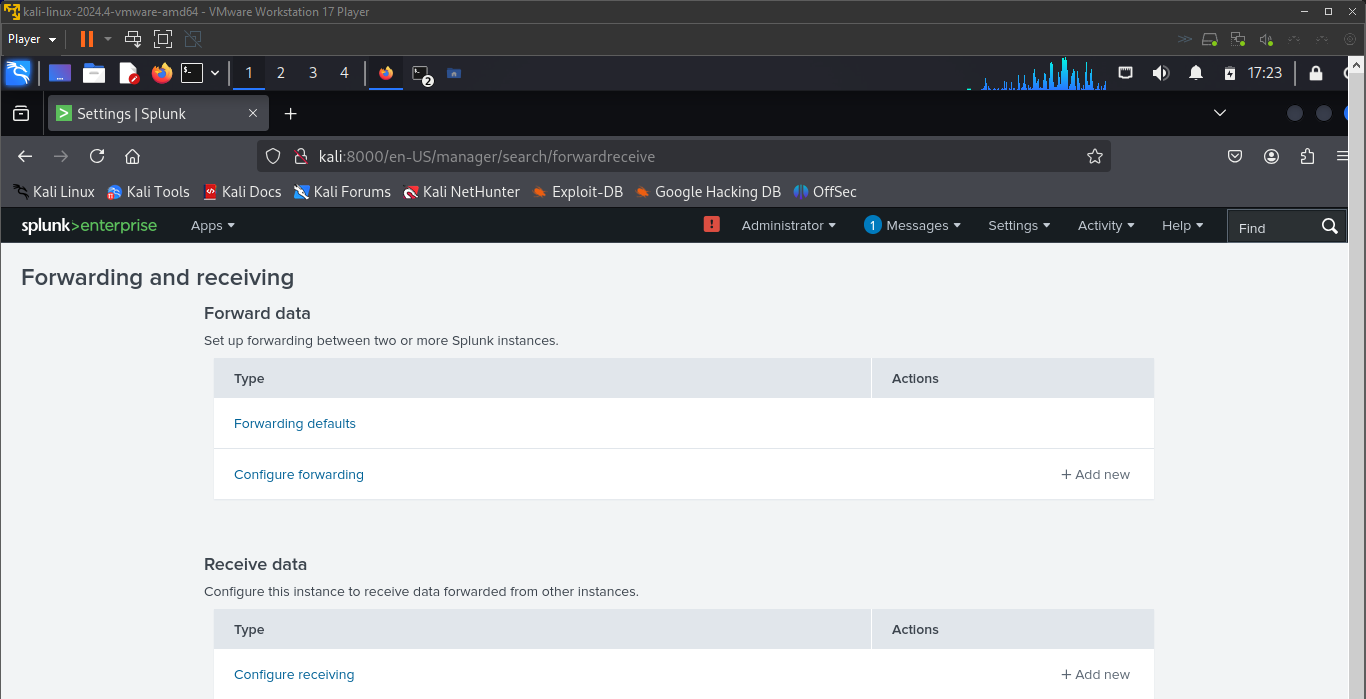 kali-linux-2024.4-vmware-amd64 - VMware Workstation 17 Player
Player
1 2 3 4 2 17:23
Settings | Splunk
kali:8000/en-US/manager/search/forwardreceive
Kali Linux Kali Tools Kali Docs Kali Forums Kali NetHunter Exploit-DB Google Hacking DB OffSec
splunk>enterprise Apps ! Administrator 1 Messages Settings Activity Help Find
Forwarding and receiving
Forward data
Set up forwarding between two or more Splunk instances.
Type Actions
Forwarding defaults
Configure forwarding + Add new
Receive data
Configure this instance to receive data forwarded from other instances.
Type Actions
Configure receiving + Add new